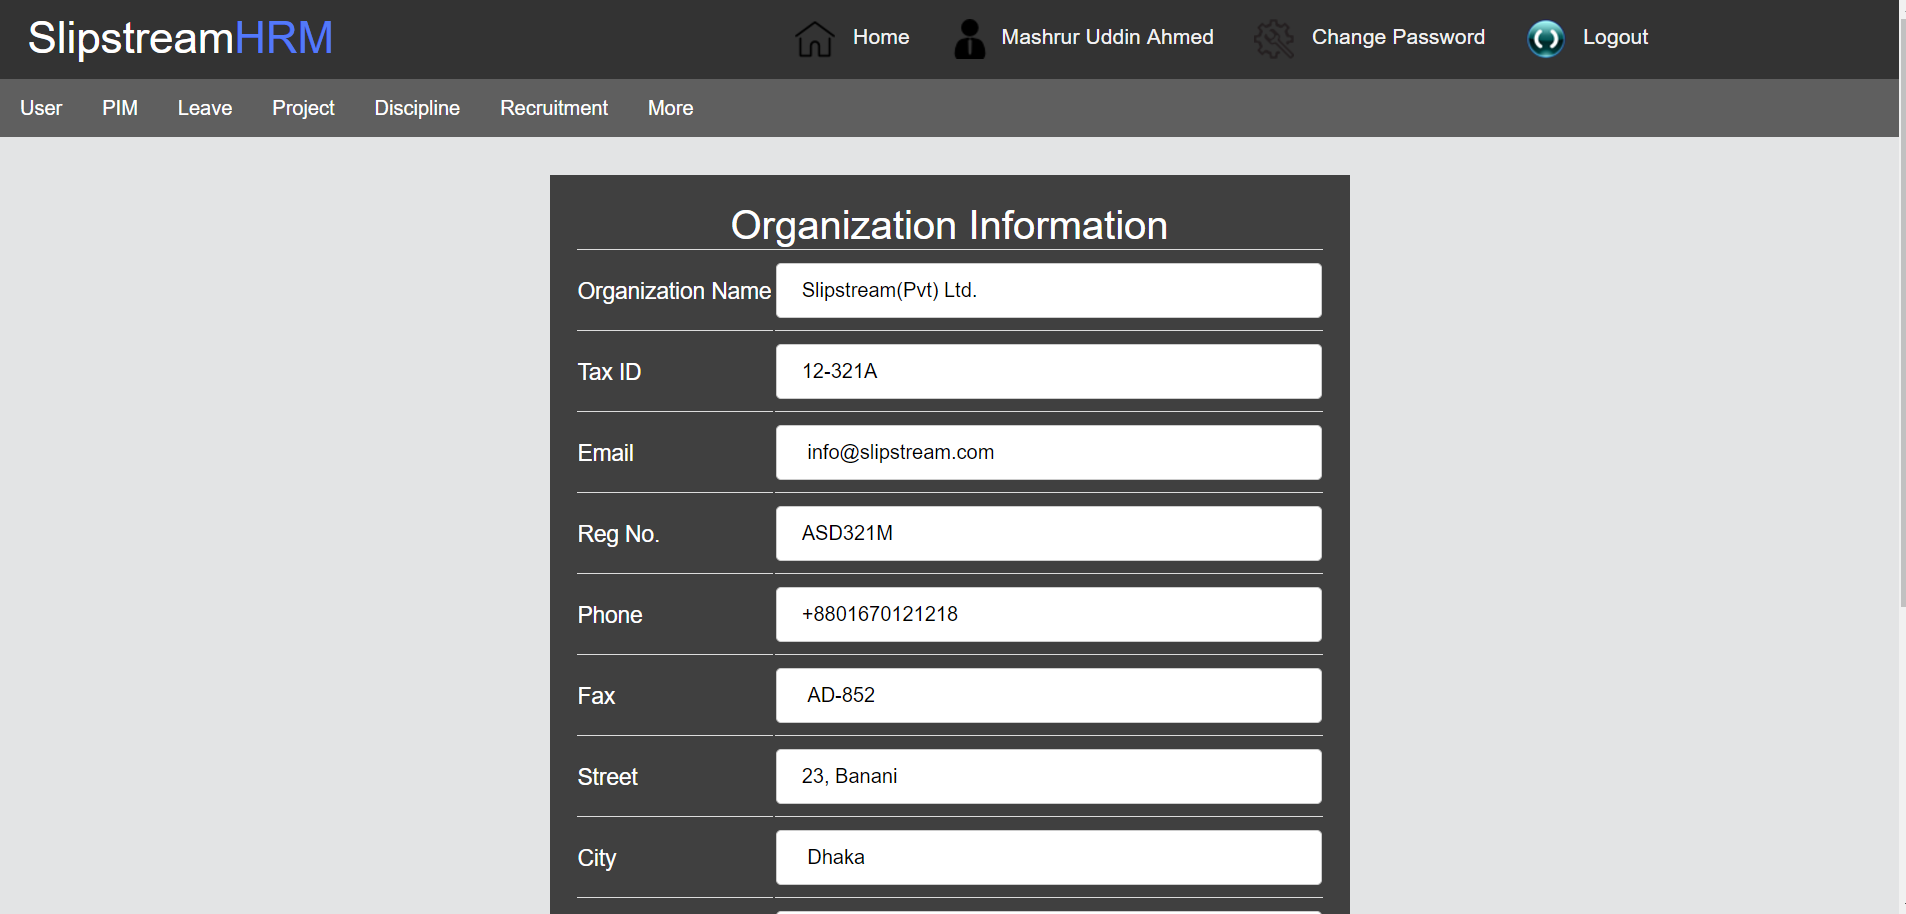 SlipstreamHRM
Home
Mashrur Uddin Ahmed
Change Password
Logout
User
PIM
Leave
Project
Discipline
Recruitment
More
Organization Information
Organization Name
Slipstream(Pvt) Ltd.
Tax ID
12-321A
Email
info@slipstream.com
Reg No.
ASD321M
Phone
+8801670121218
Fax
AD-852
Street
23, Banani
City
Dhaka